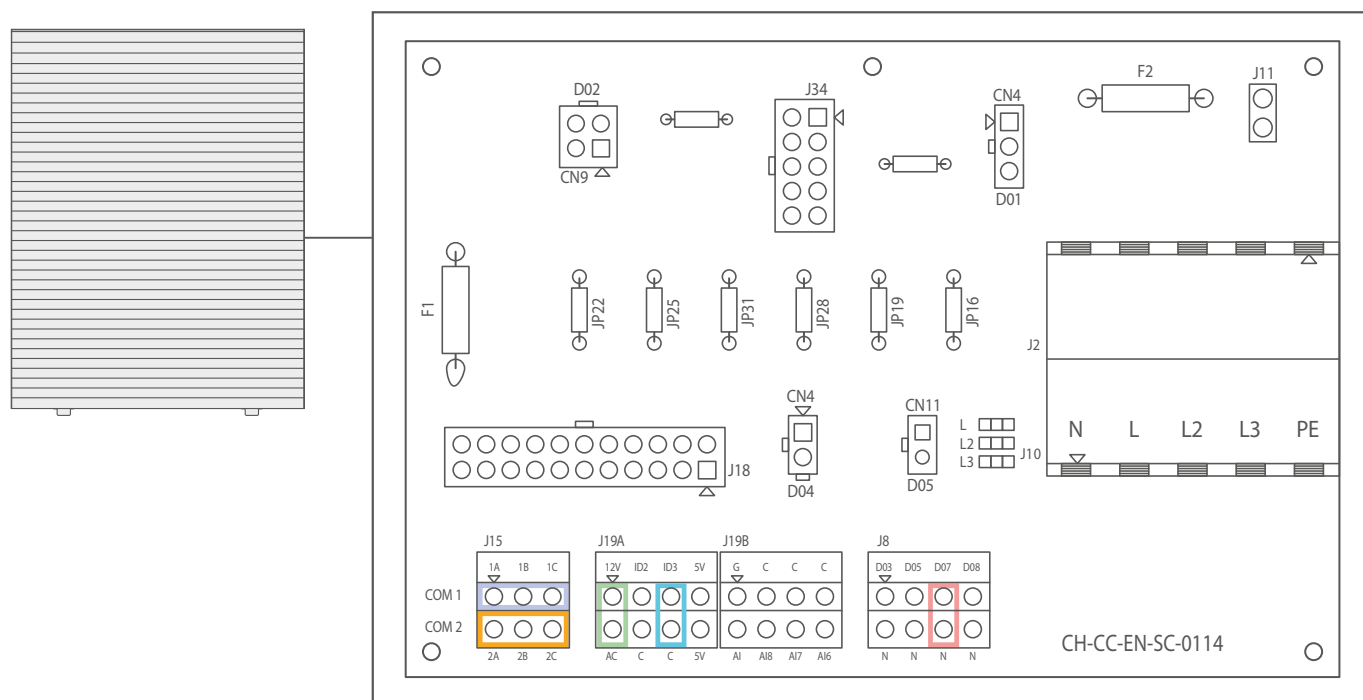 F2
J11
D02
J34
CN4
CN9
D01
F1
JP22
JP25
JP31
JP28
JP19
JP16
J2
CN4
CN11
N L L2 L3 PE
L
L2
L3
J10
J18
D04
D05
J15
J19A
J19B
J8
1A 1B 1C
12V ID2 ID3 5V
G C C C
D03 D05 D07 D08
COM 1
COM 2
2A 2B 2C
AC C C 5V
AI AI8 AI7 AI6
N N N N
CH-CC-EN-SC-0114